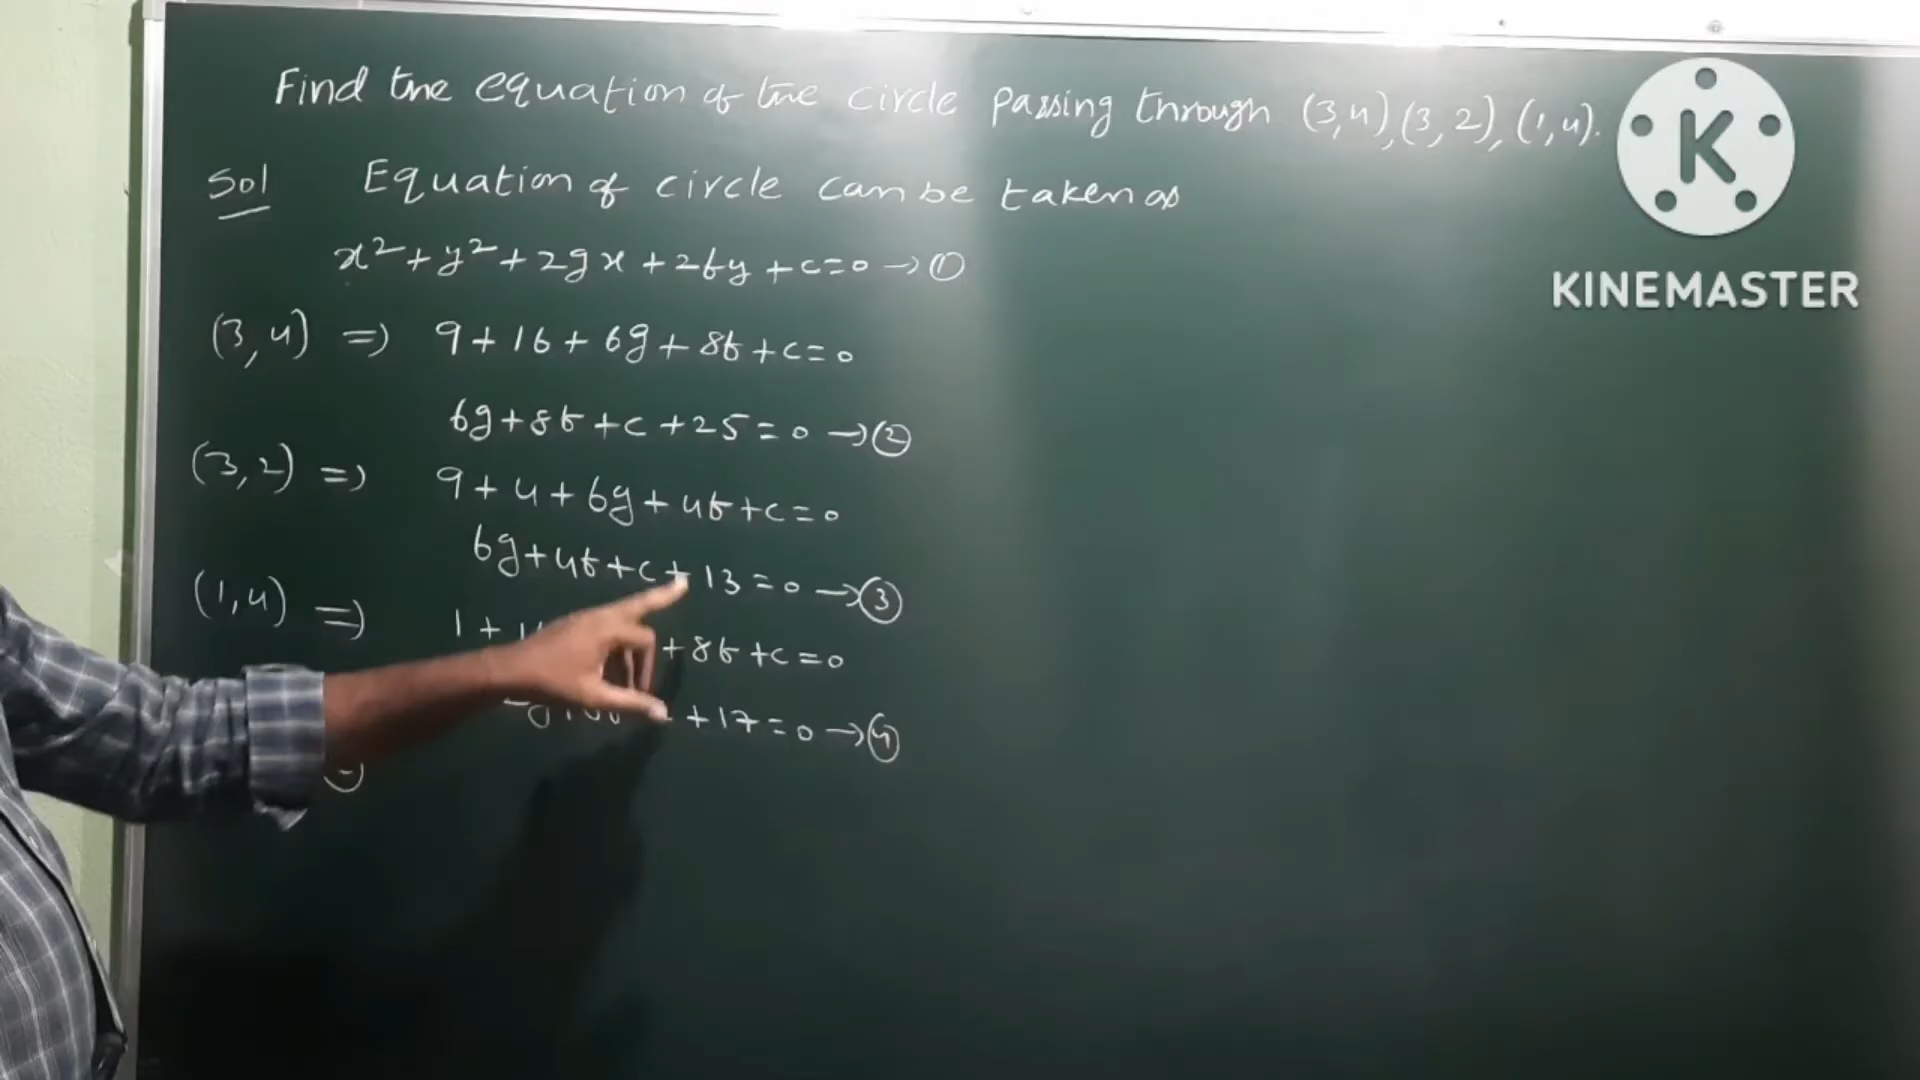 Find the equation of the circle passing through (3,4), (3,2), (1,4).
Sol Equation of circle can be taken as
x²+y²+2gx+2fy+c=0 →①
(3,4) => 9+16+6g+8f+c=0
6g+8f+c+25=0 →②
(3,2) => 9+4+6g+4f+c=0
6g+4f+c+13=0 →③
(1,4) => 1+ +8f+c=0
+17=0 →④
K
KINEMASTER